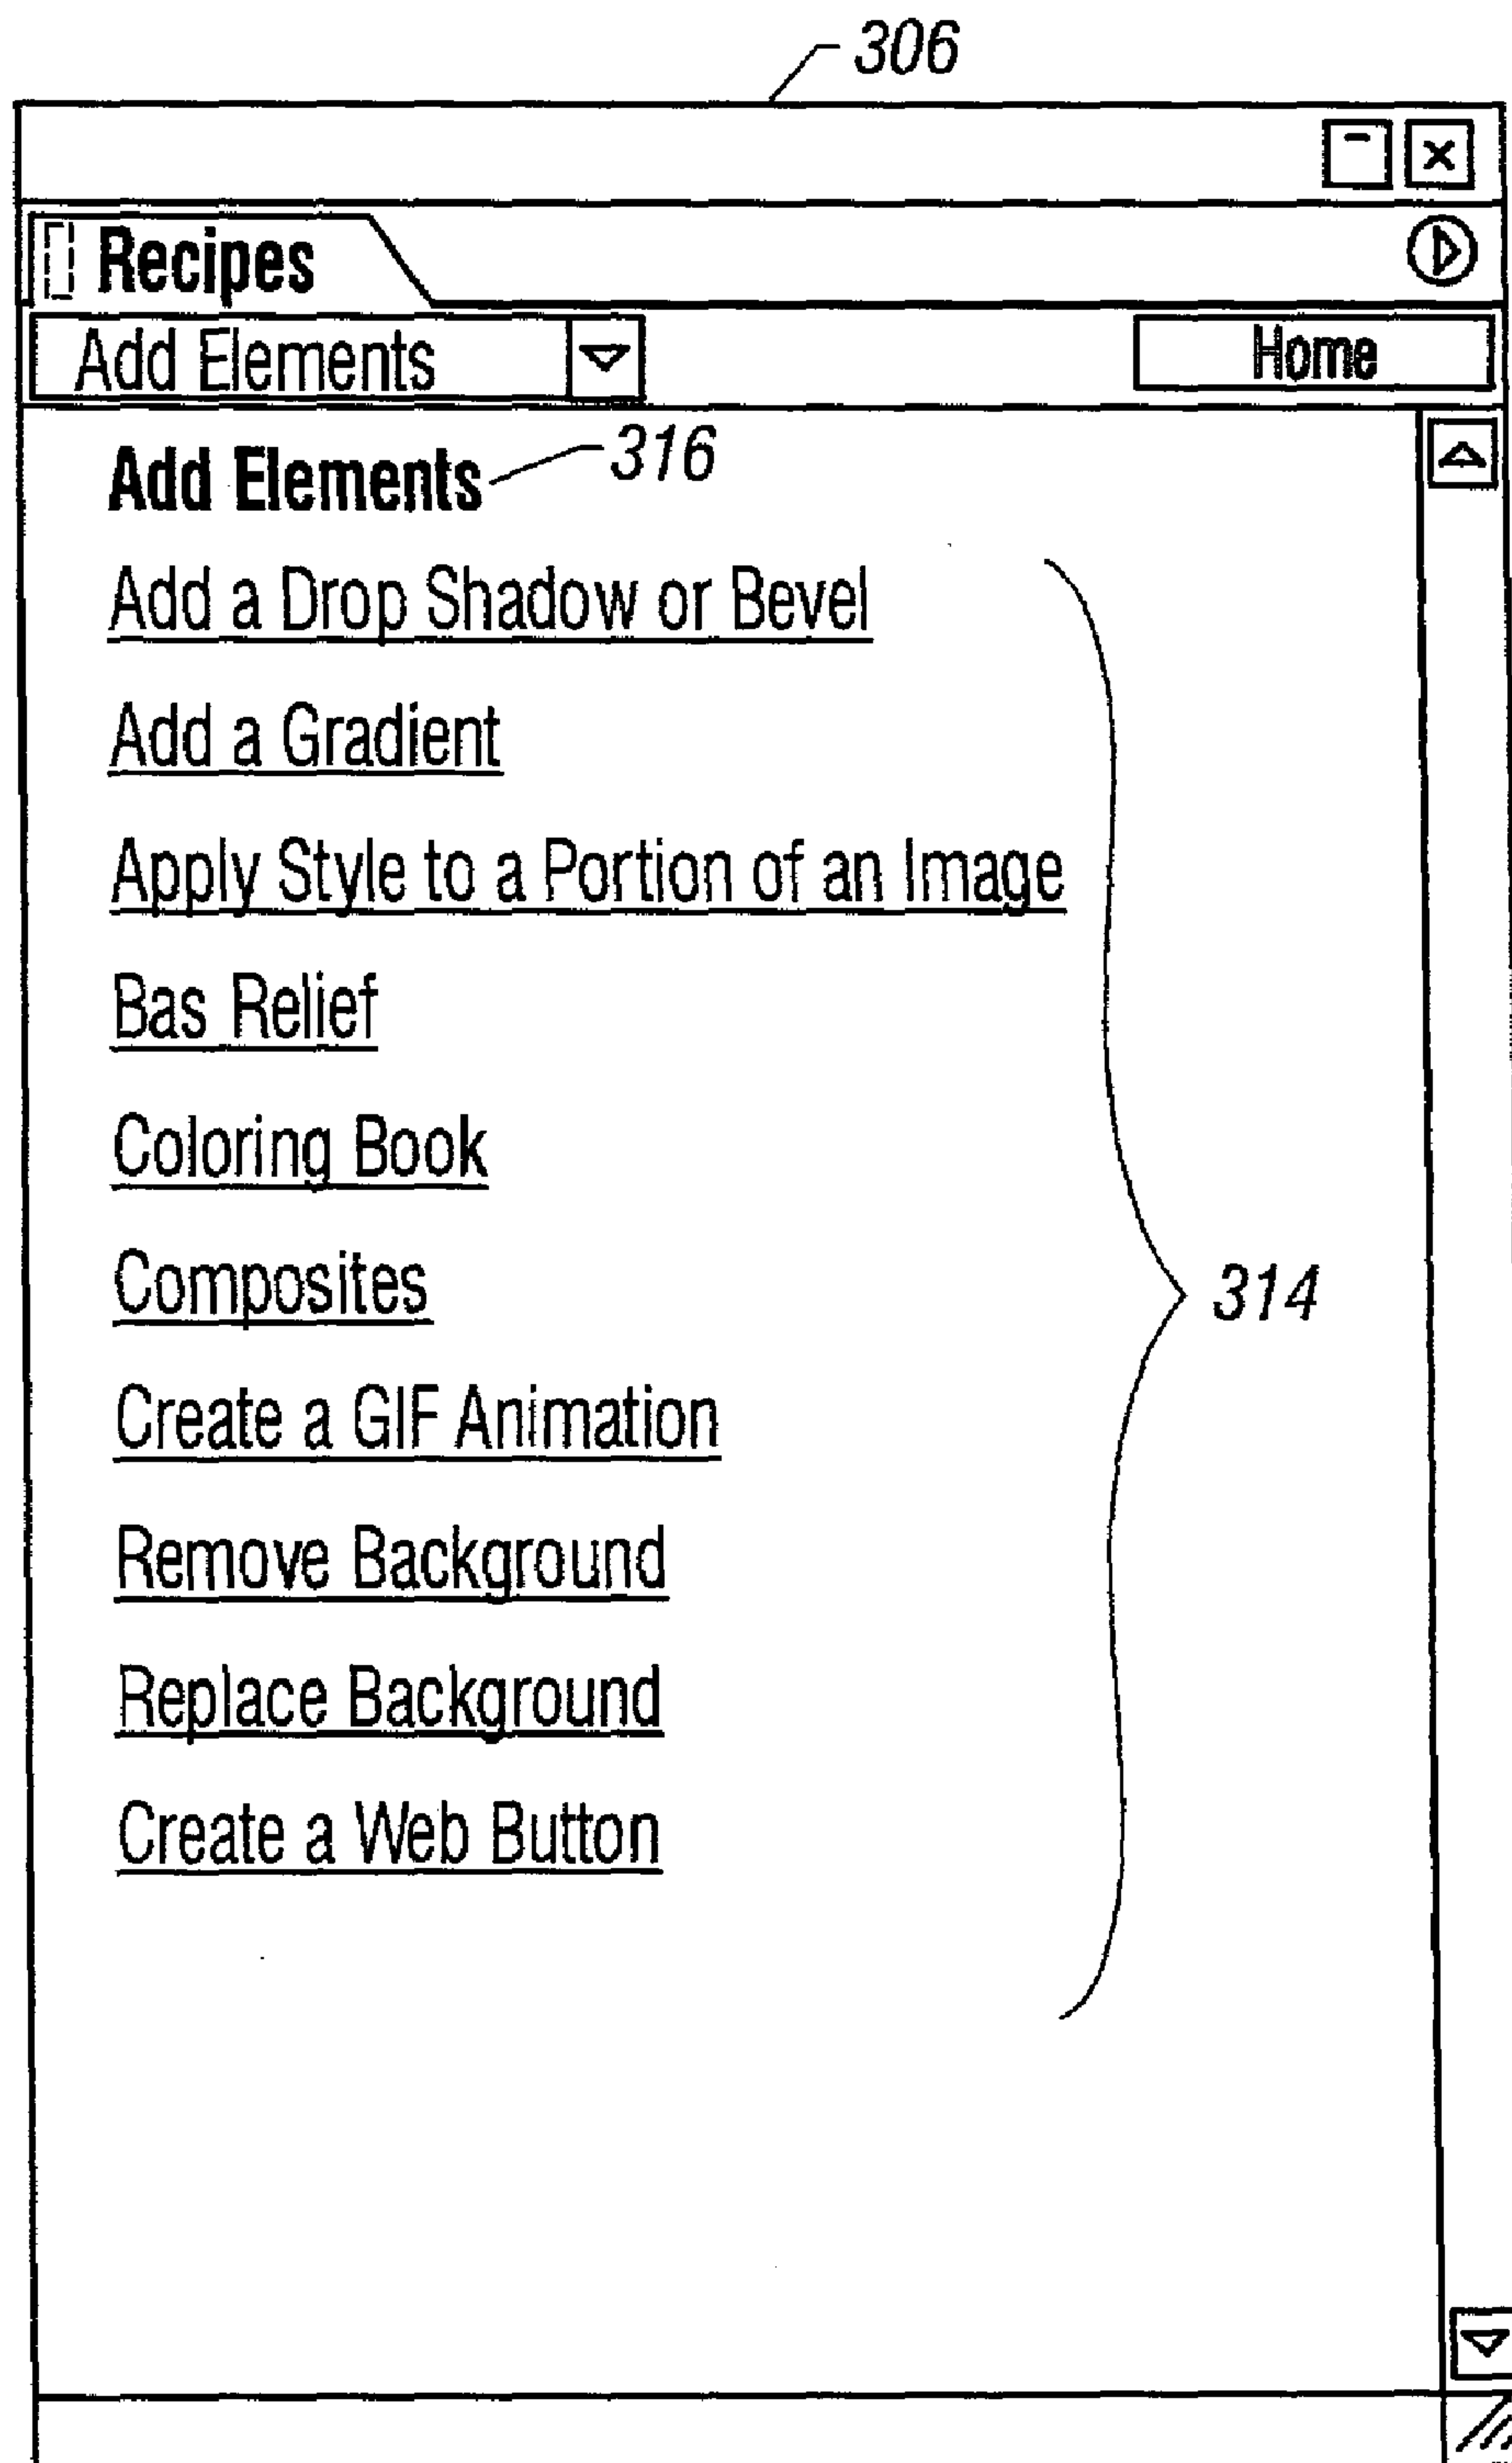 306
Recipes
Add Elements
Home
Add Elements
316
Add a Drop Shadow or Bevel
Add a Gradient
Apply Style to a Portion of an Image
Bas Relief
Coloring Book
Composites
314
Create a GIF Animation
Remove Background
Replace Background
Create a Web Button